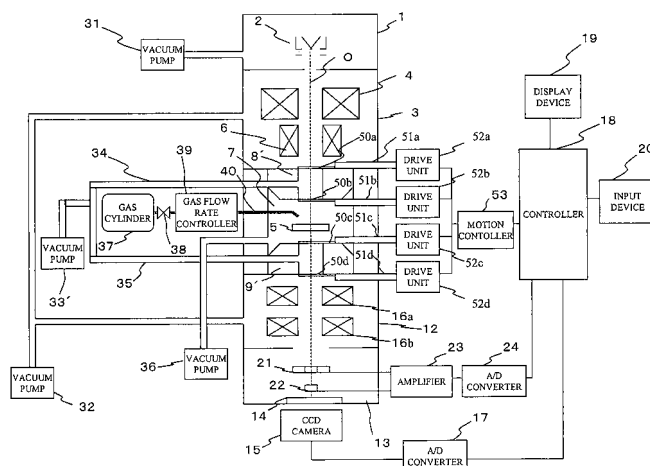 31
VACUUM
PUMP
2
1
O
4
3
6
50a
51a
52a
DRIVE
UNIT
19
DISPLAY
DEVICE
18
34
39
40
7
8'
50b
51b
DRIVE
UNIT
52b
53
20
GAS
CYLINDER
GAS FLOW
RATE
CONTROLLER
37
38
5
50c
51c
DRIVE
UNIT
52c
MOTION
CONTOLLER
CONTROLLER
INPUT
DEVICE
VACUUM
PUMP
33'
35
9'
50d
51d
DRIVE
UNIT
52d
16a
12
16b
VACUUM
PUMP
36
VACUUM
PUMP
32
21
22
14
23
AMPLIFIER
24
A/D
CONVERTER
CCD
CAMERA
15
13
17
A/D
CONVERTER